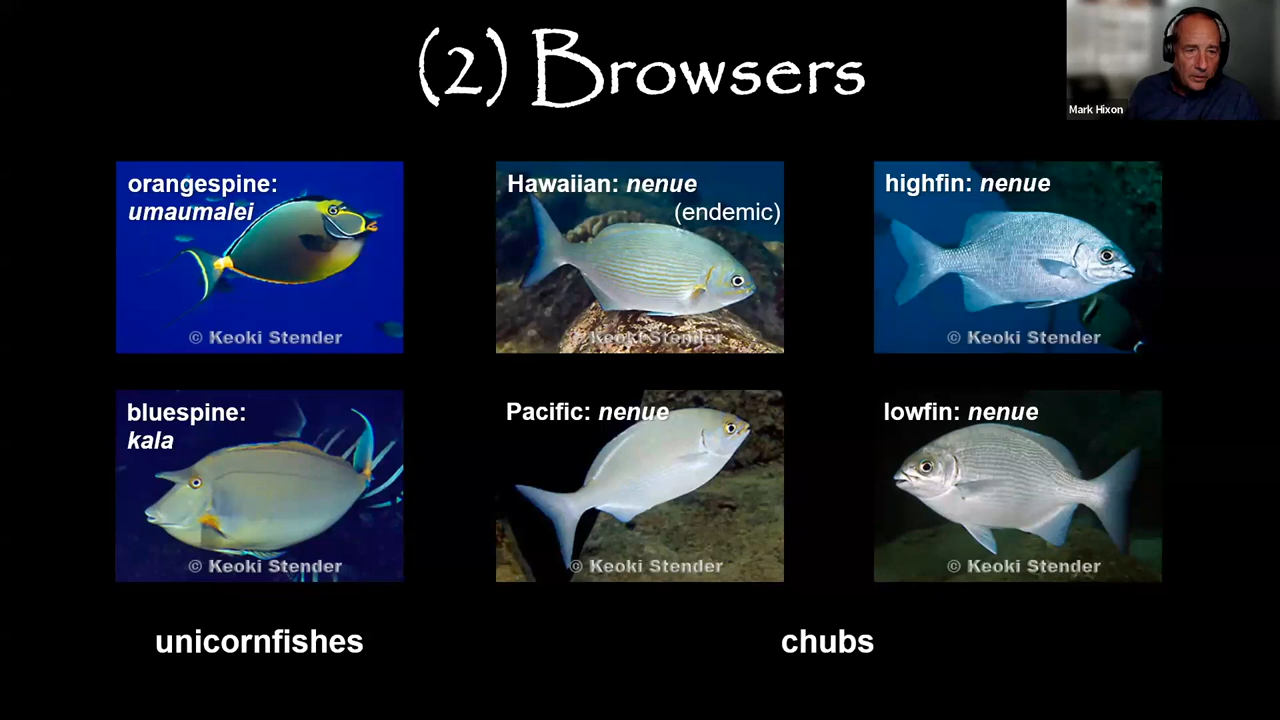 (2) Browsers
Mark Hixon
orangespine:
umaumalei
© Keoki Stender
Hawaiian: nenue
(endemic)
© Keoki Stender
highfin: nenue
© Keoki Stender
bluespine:
kala
© Keoki Stender
Pacific: nenue
© Keoki Stender
lowfin: nenue
© Keoki Stender
unicornfishes
chubs